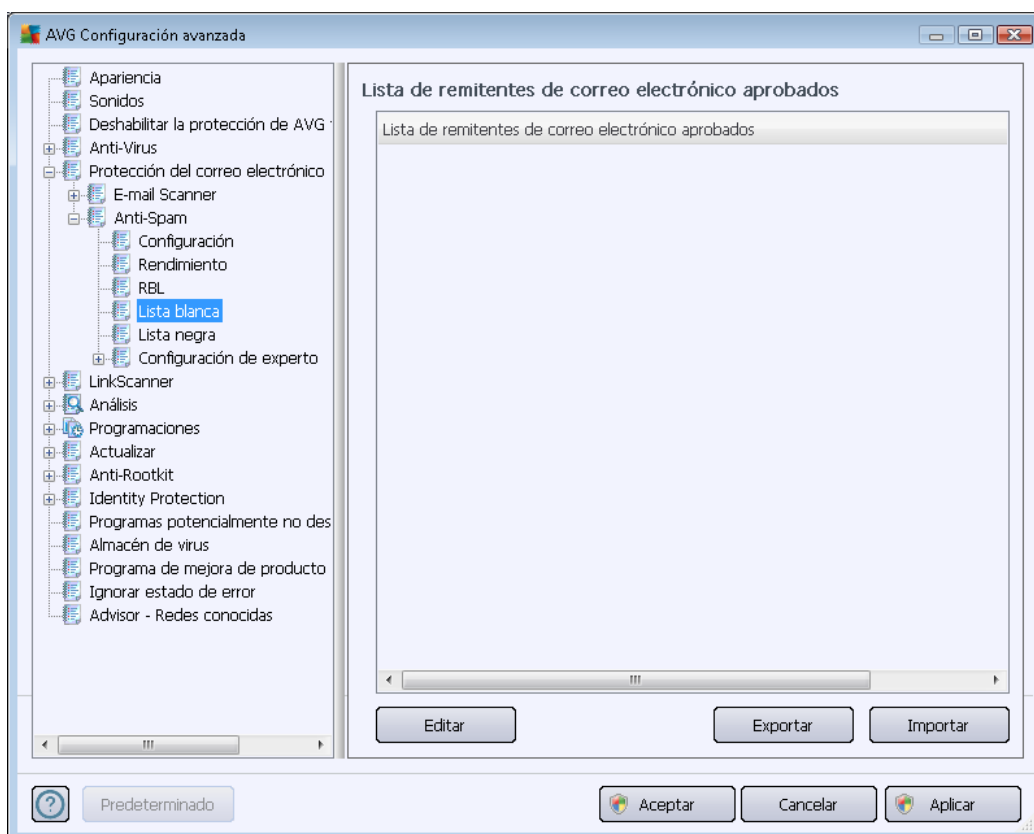 AVG Configuración avanzada
Apariencia
Sonidos
Deshabilitar la protección de AVG
Anti-Virus
Protección del correo electrónico
E-mail Scanner
Anti-Spam
Configuración
Rendimiento
RBL
Lista blanca
Lista negra
Configuración de experto
LinkScanner
Análisis
Programaciones
Actualizar
Anti-Rootkit
Identity Protection
Programas potencialmente no des
Almacén de virus
Programa de mejora de producto
Ignorar estado de error
Advisor - Redes conocidas
Lista de remitentes de correo electrónico aprobados
Lista de remitentes de correo electrónico aprobados
Editar
Exportar
Importar
Predeterminado
Aceptar
Cancelar
Aplicar